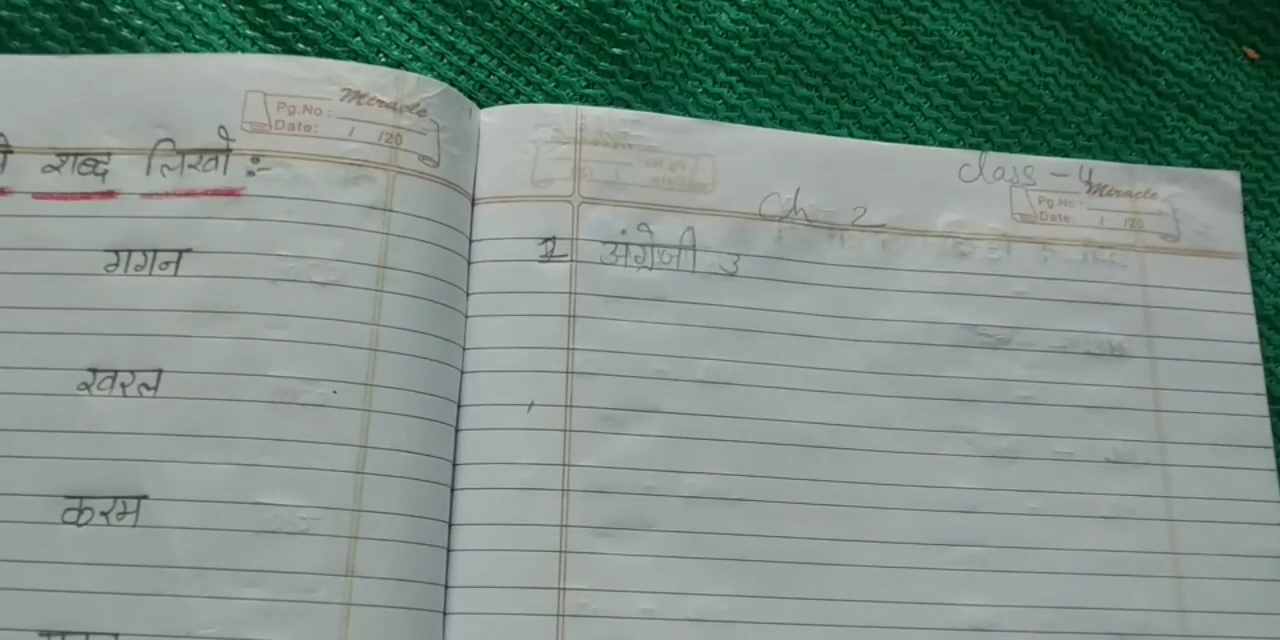 Miracle
Pg.No:
Date: / /20
शब्द लिखो :-
गगन
खरल
करम
class - 4
Miracle
Pg.No:
Date: / /20
Ch - 2
1 अंग्रेजी उ